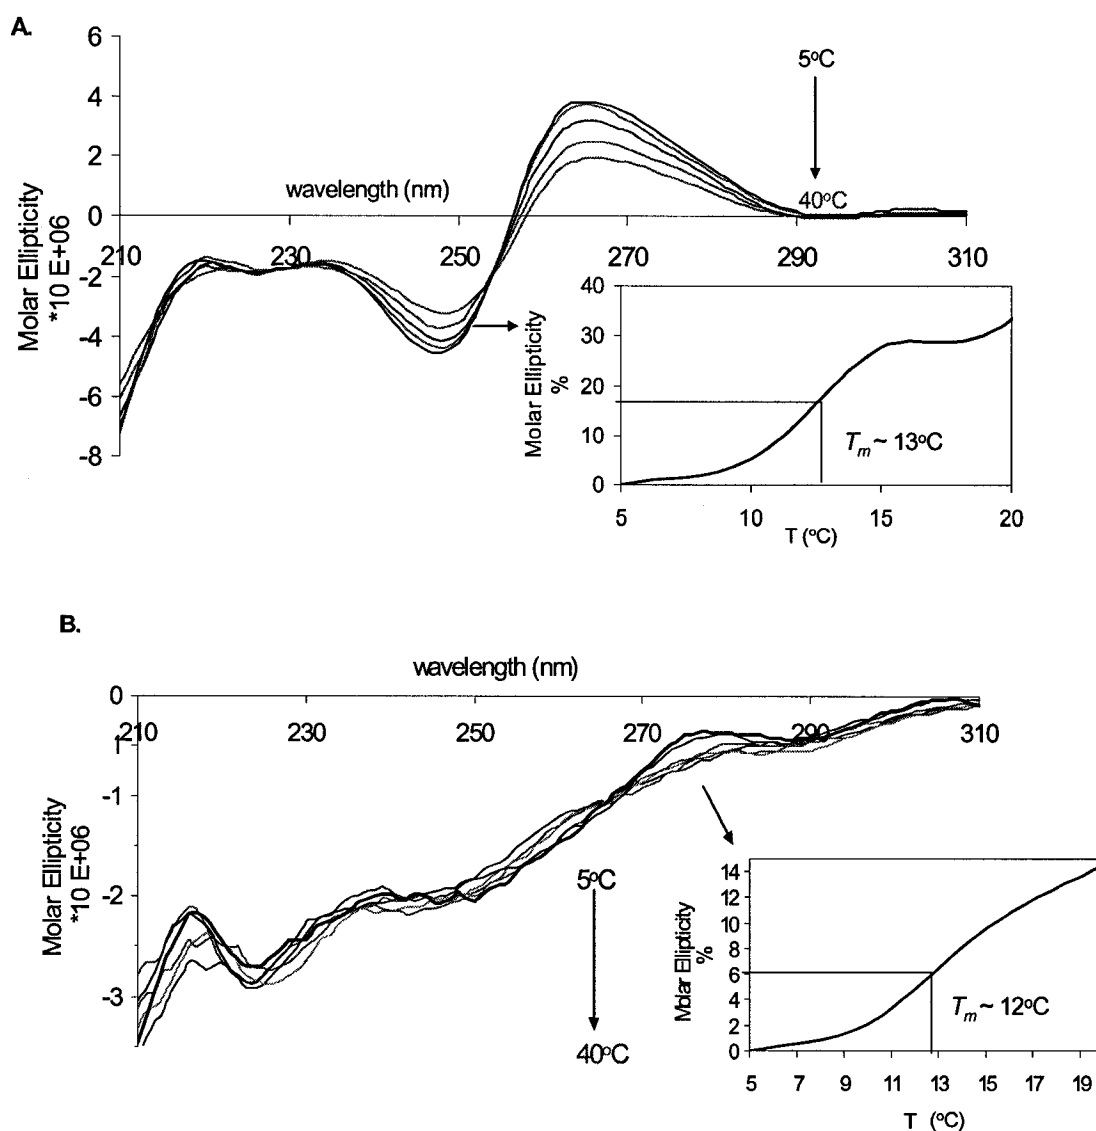 A.
6
4
2
0
-2
-4
-6
-8
Molar Ellipticity
*10 E+06
wavelength (nm)
210 230 250 270 290 310
5ºC
40ºC
40
30
20
10
0
Molar Ellipticity
%
Tm ~ 13ºC
5 10 15 20
T (ºC)
B.
wavelength (nm)
0
210 230 250 270 290 310
-1
-2
-3
Molar Ellipticity
*10 E+06
5ºC
40ºC
14
12
10
8
6
4
2
0
Molar Ellipticity
%
Tm ~ 12ºC
5 7 9 11 13 15 17 19
T (ºC)